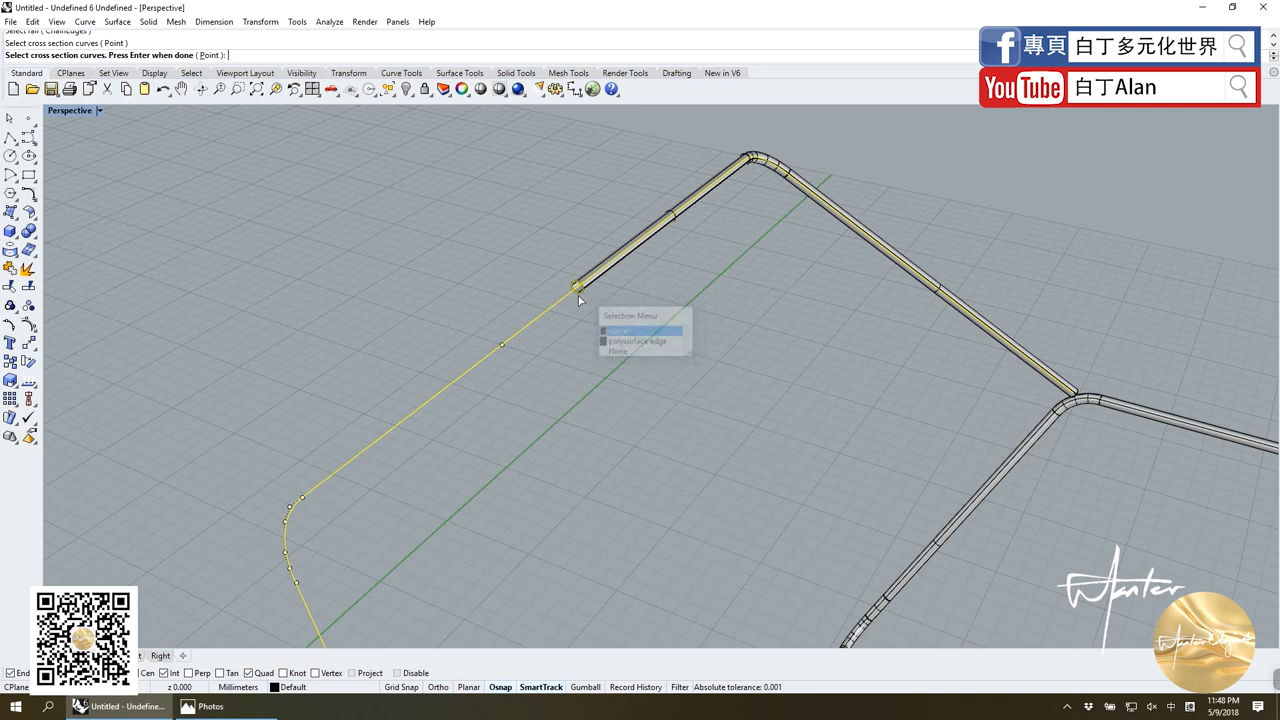 Untitled - Undefined 6 Undefined - [Perspective]
File Edit View Curve Surface Solid Mesh Dimension Transform Tools Analyze Render Panels Help
Select rail ( ChainEdges )
Select cross section curves ( Point )
Select cross section curves. Press Enter when done ( Point ):
Standard CPlanes Set View Display Select Viewport Layout Visibility Transform Curve Tools Surface Tools Solid Tools Mesh Tools Render Tools Drafting New in V6
專頁 白丁多元化世界
YouTube 白丁Alan
Perspective
Selection Menu
polysurface edge
None
Right
End Cen Int Perp Tan Quad Knot Vertex Project Disable
CPlane z 0.000 Millimeters Default Grid Snap Ortho Planar Osnap SmartTrack Gumball Record History Filter Absolute tolerance: 0.001
Untitled - Undefine... Photos
中
11:48 PM
5/9/2018